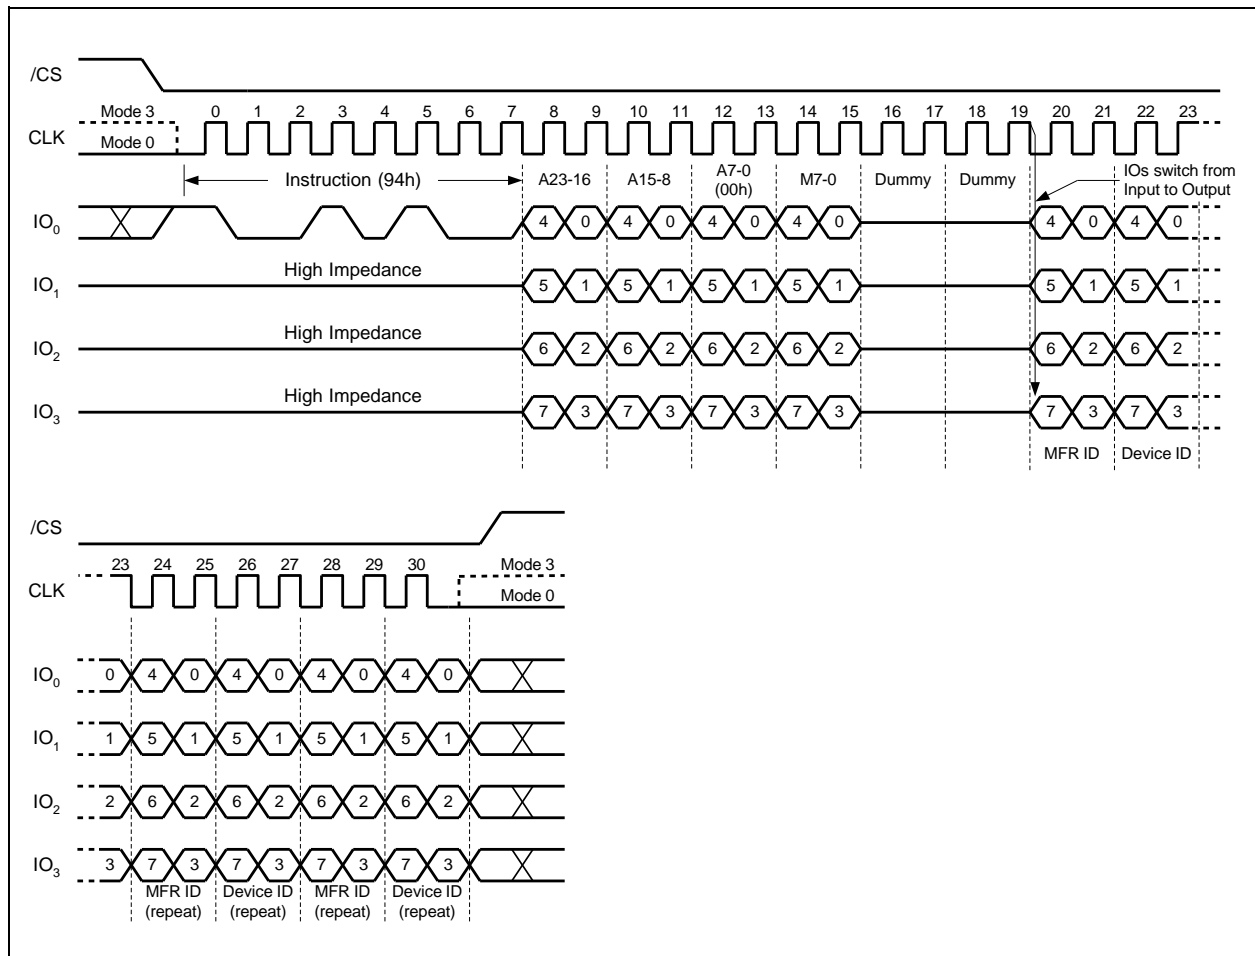 /CS
Mode 3
0 1 2 3 4 5 6 7 8 9 10 11 12 13 14 15 16 17 18 19 20 21 22 23
CLK
Mode 0
Instruction (94h)
A23-16
A15-8
A7-0
(00h)
M7-0
Dummy
Dummy
IOs switch from
Input to Output
IO0
4 0 4 0 4 0 4 0 4 0 4 0
High Impedance
IO1
5 1 5 1 5 1 5 1 5 1 5 1
High Impedance
IO2
6 2 6 2 6 2 6 2 6 2 6 2
High Impedance
IO3
7 3 7 3 7 3 7 3 7 3 7 3
MFR ID
Device ID
/CS
23 24 25 26 27 28 29 30
Mode 3
CLK
Mode 0
IO0
0 4 0 4 0 4 0 4 0
IO1
1 5 1 5 1 5 1 5 1
IO2
2 6 2 6 2 6 2 6 2
IO3
3 7 3 7 3 7 3 7 3
MFR ID
(repeat)
Device ID
(repeat)
MFR ID
(repeat)
Device ID
(repeat)